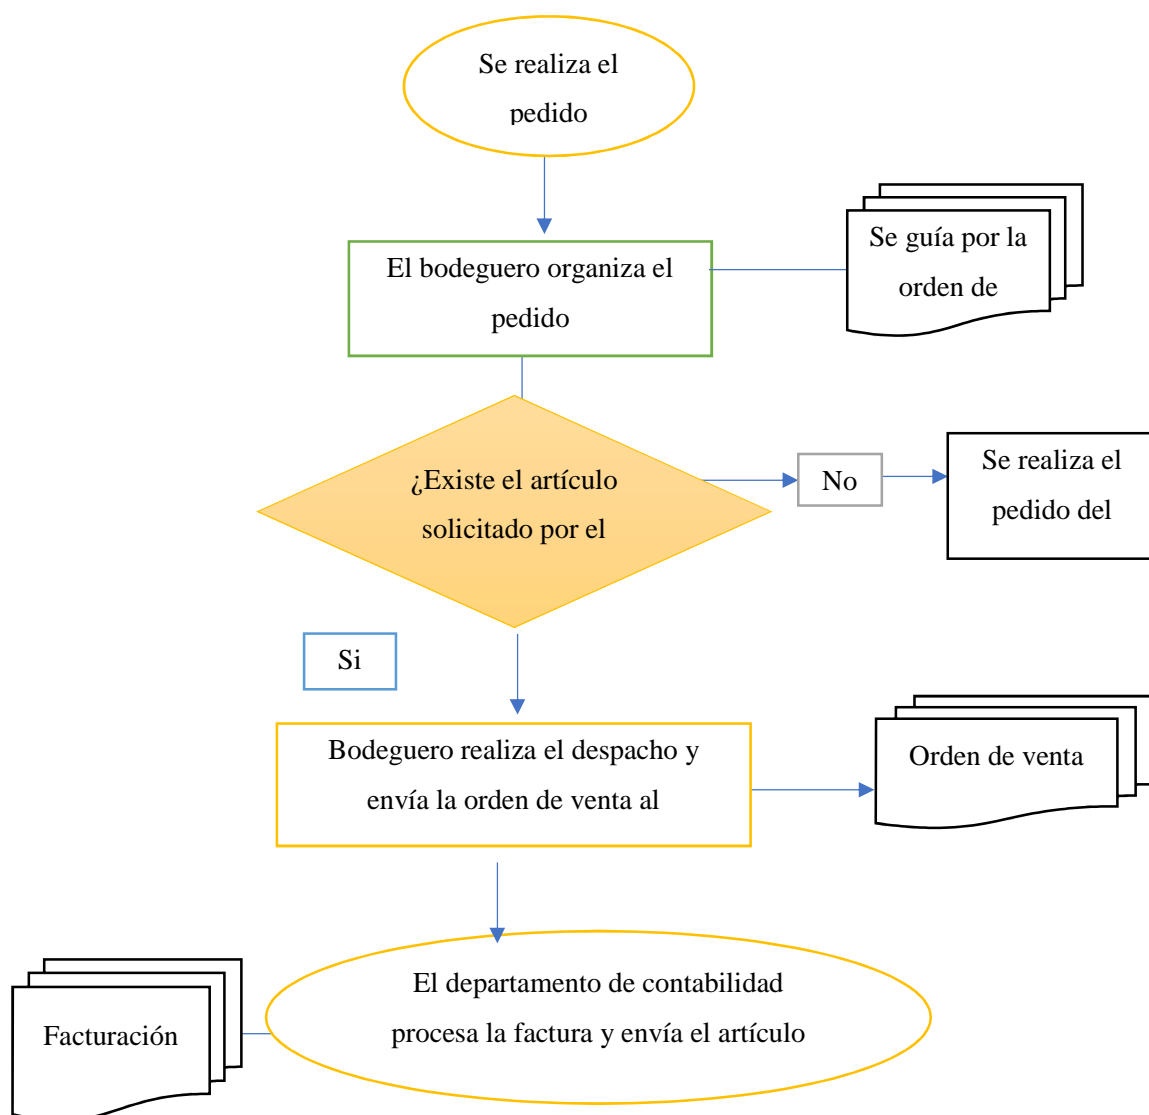 Se realiza el
pedido
El bodeguero organiza el
pedido
Se guía por la
orden de
¿Existe el artículo
solicitado por el
No
Se realiza el
pedido del
Si
Bodeguero realiza el despacho y
envía la orden de venta al
Orden de venta
El departamento de contabilidad
procesa la factura y envía el artículo
Facturación